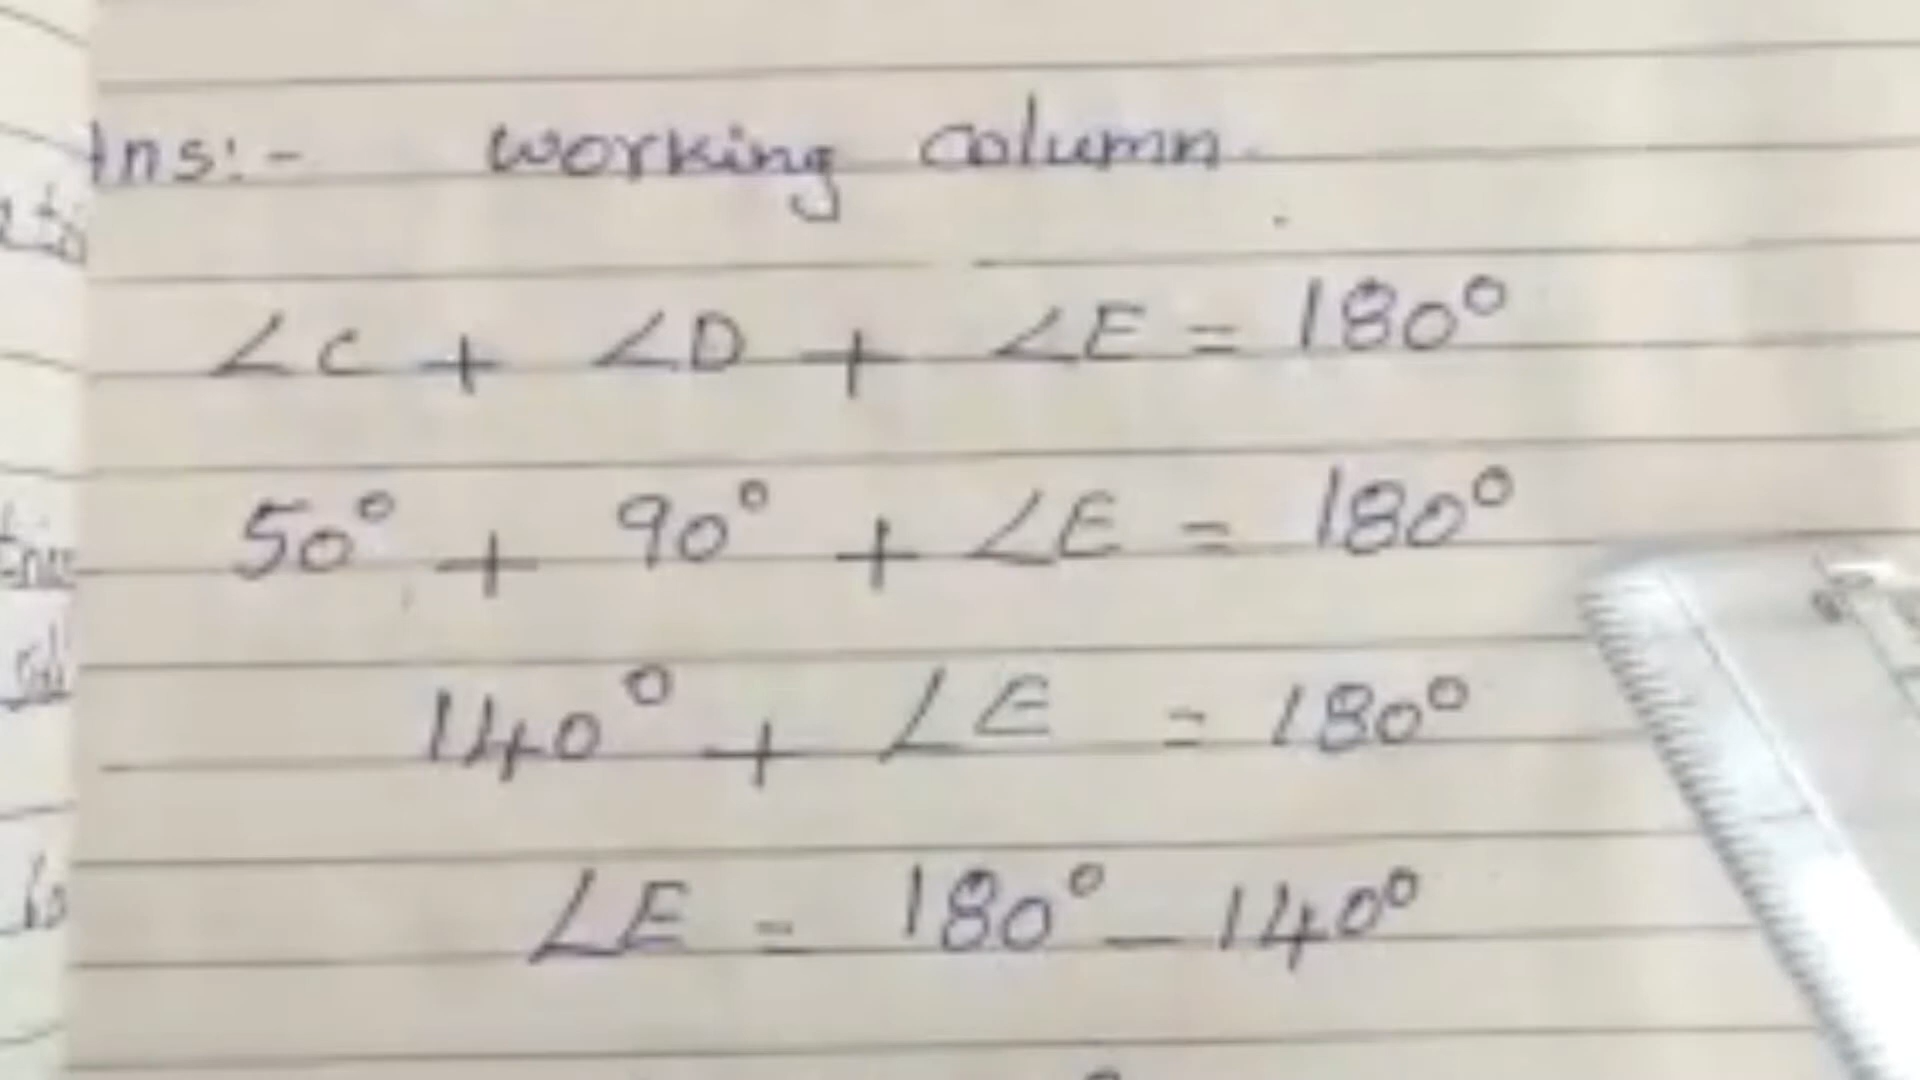 Ans:- working column.
∠C + ∠D + ∠E = 180°
50° + 90° + ∠E = 180°
140° + ∠E = 180°
∠E = 180° - 140°